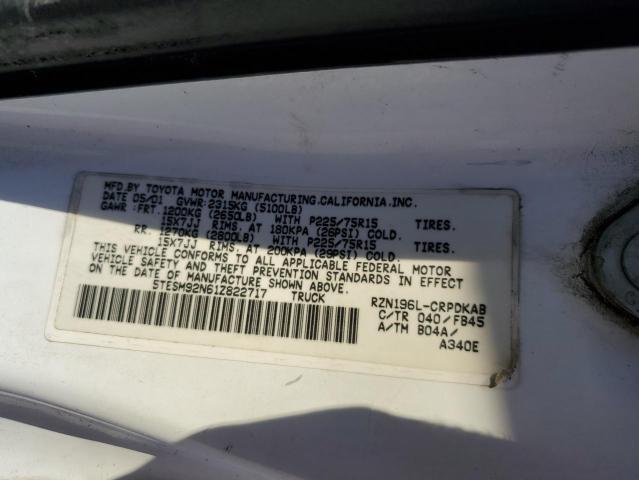 MFD.BY TOYOTA MOTOR MANUFACTURING,CALIFORNIA,INC.
DATE 05/01 GVWR:2315KG (5100LB)
GAWR:FRT.1200KG (2650LB) WITH P225/75R15 TIRES.
15X7JJ RIMS. AT 180KPA (26PSI) COLD.
RR. 1270KG (2800LB) WITH P225/75R15 TIRES.
15X7JJ RIMS. AT 200KPA (29PSI) COLD.
THIS VEHICLE CONFORMS TO ALL APPLICABLE FEDERAL MOTOR
VEHICLE SAFETY AND THEFT PREVENTION STANDARDS IN EFFECT
ON THE DATE OF MANUFACTURE SHOWN ABOVE.
5TESM92N61Z822717 TRUCK RZN196L-CRPDKAB
C/TR 040/FB45
A/TM B04A/
A340E